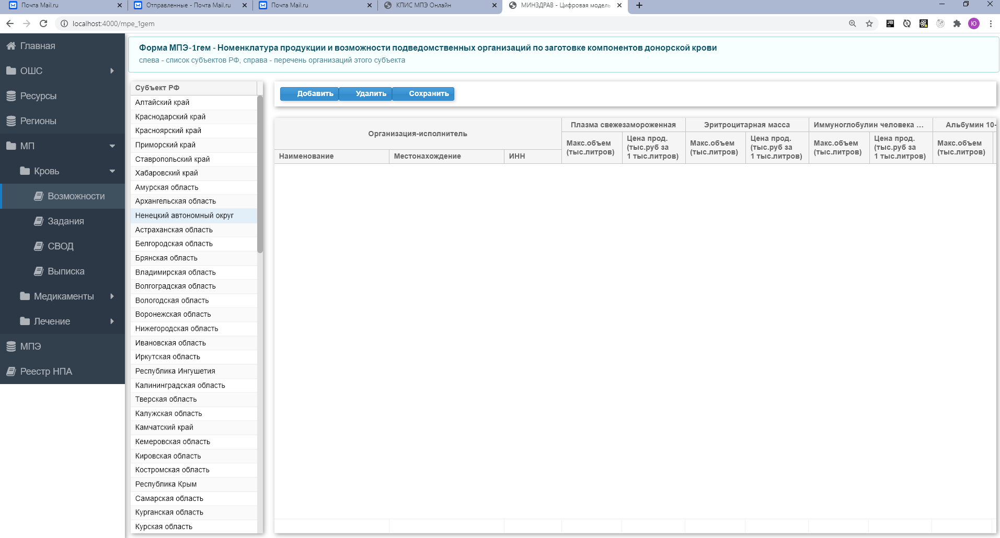 Почта Mail.ru
Отправленные - Почта Mail.ru
Почта Mail.ru
КПИС МПЭ Онлайн
МИНЗДРАВ - Цифровая модель
localhost:4000/mpe_1gem
JB
Ю
Главная
ОШС
Ресурсы
Регионы
МП
Кровь
Возможности
Задания
СВОД
Выписка
Медикаменты
Лечение
МПЭ
Реестр НПА
Форма МПЭ-1гем - Номенклатура продукции и возможности подведомственных организаций по заготовке компонентов донорской крови
слева - список субъектов РФ, справа - перечень организаций этого субъекта
Субъект РФ
Алтайский край
Краснодарский край
Красноярский край
Приморский край
Ставропольский край
Хабаровский край
Амурская область
Архангельская область
Ненецкий автономный округ
Астраханская область
Белгородская область
Брянская область
Владимирская область
Волгоградская область
Вологодская область
Воронежская область
Нижегородская область
Ивановская область
Иркутская область
Республика Ингушетия
Калининградская область
Тверская область
Калужская область
Камчатский край
Кемеровская область
Кировская область
Костромская область
Республика Крым
Самарская область
Курганская область
Курская область
Добавить
Удалить
Сохранить
Организация-исполнитель
Наименование
Местонахождение
ИНН
Плазма свежезамороженная
Макс.объем
(тыс.литров)
Цена прод.
(тыс.руб за
1 тыс.литров)
Эритроцитарная масса
Макс.объем
(тыс.литров)
Цена прод.
(тыс.руб за
1 тыс.литров)
Иммуноглобулин человека ...
Макс.объем
(тыс.литров)
Цена прод.
(тыс.руб за
1 тыс.литров)
Альбумин 10-
Макс.объем
(тыс.литров)